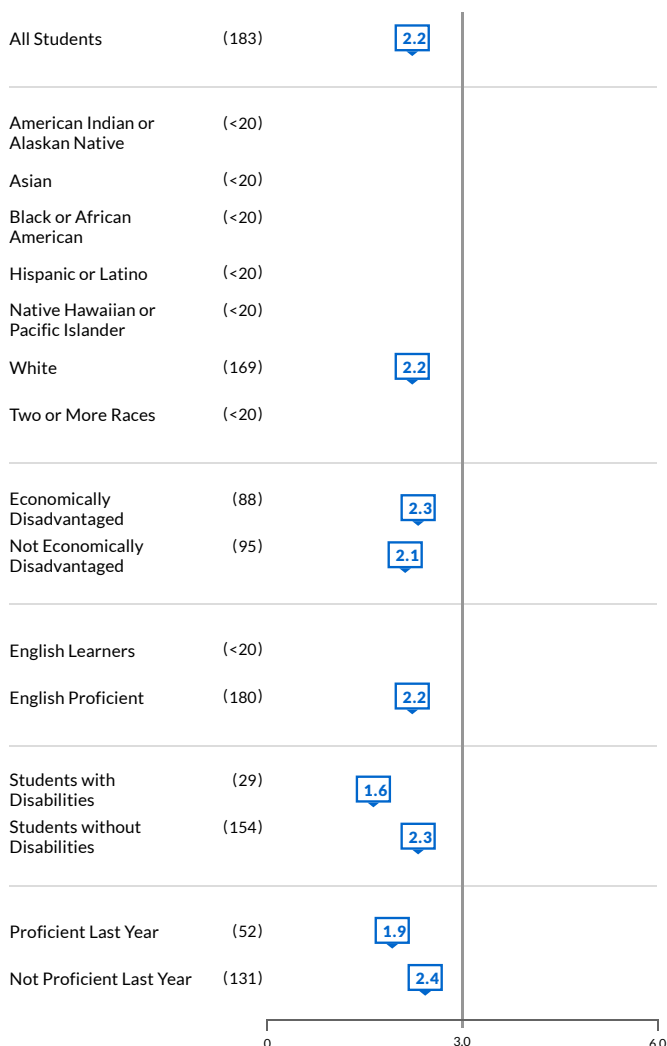 All Students (183) 2.2
American Indian or (<20)
Alaskan Native
Asian (<20)
Black or African (<20)
American
Hispanic or Latino (<20)
Native Hawaiian or (<20)
Pacific Islander
White (169) 2.2
Two or More Races (<20)
Economically (88) 2.3
Disadvantaged
Not Economically (95) 2.1
Disadvantaged
English Learners (<20)
English Proficient (180) 2.2
Students with (29) 1.6
Disabilities
Students without (154) 2.3
Disabilities
Proficient Last Year (52) 1.9
Not Proficient Last Year (131) 2.4
0 3.0 6.0